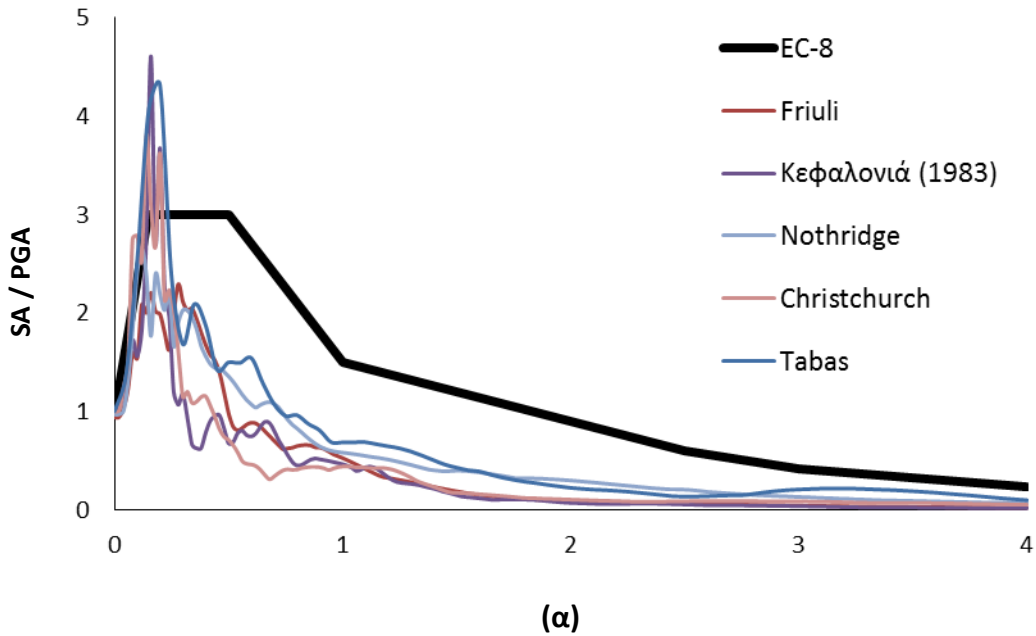 5
4
3
2
1
0
SA / PGA
EC-8
Friuli
Κεφαλονιά (1983)
Nothridge
Christchurch
Tabas
0 1 2 3 4
(α)